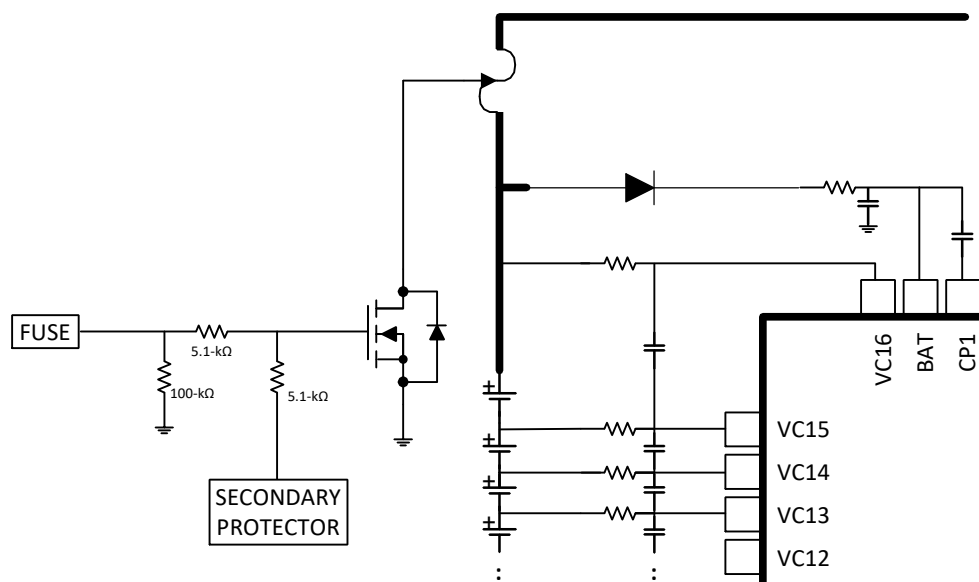 FUSE
5.1-kΩ
100-kΩ
5.1-kΩ
SECONDARY
PROTECTOR
VC16
BAT
CP1
+
VC15
+
VC14
+
VC13
+
VC12